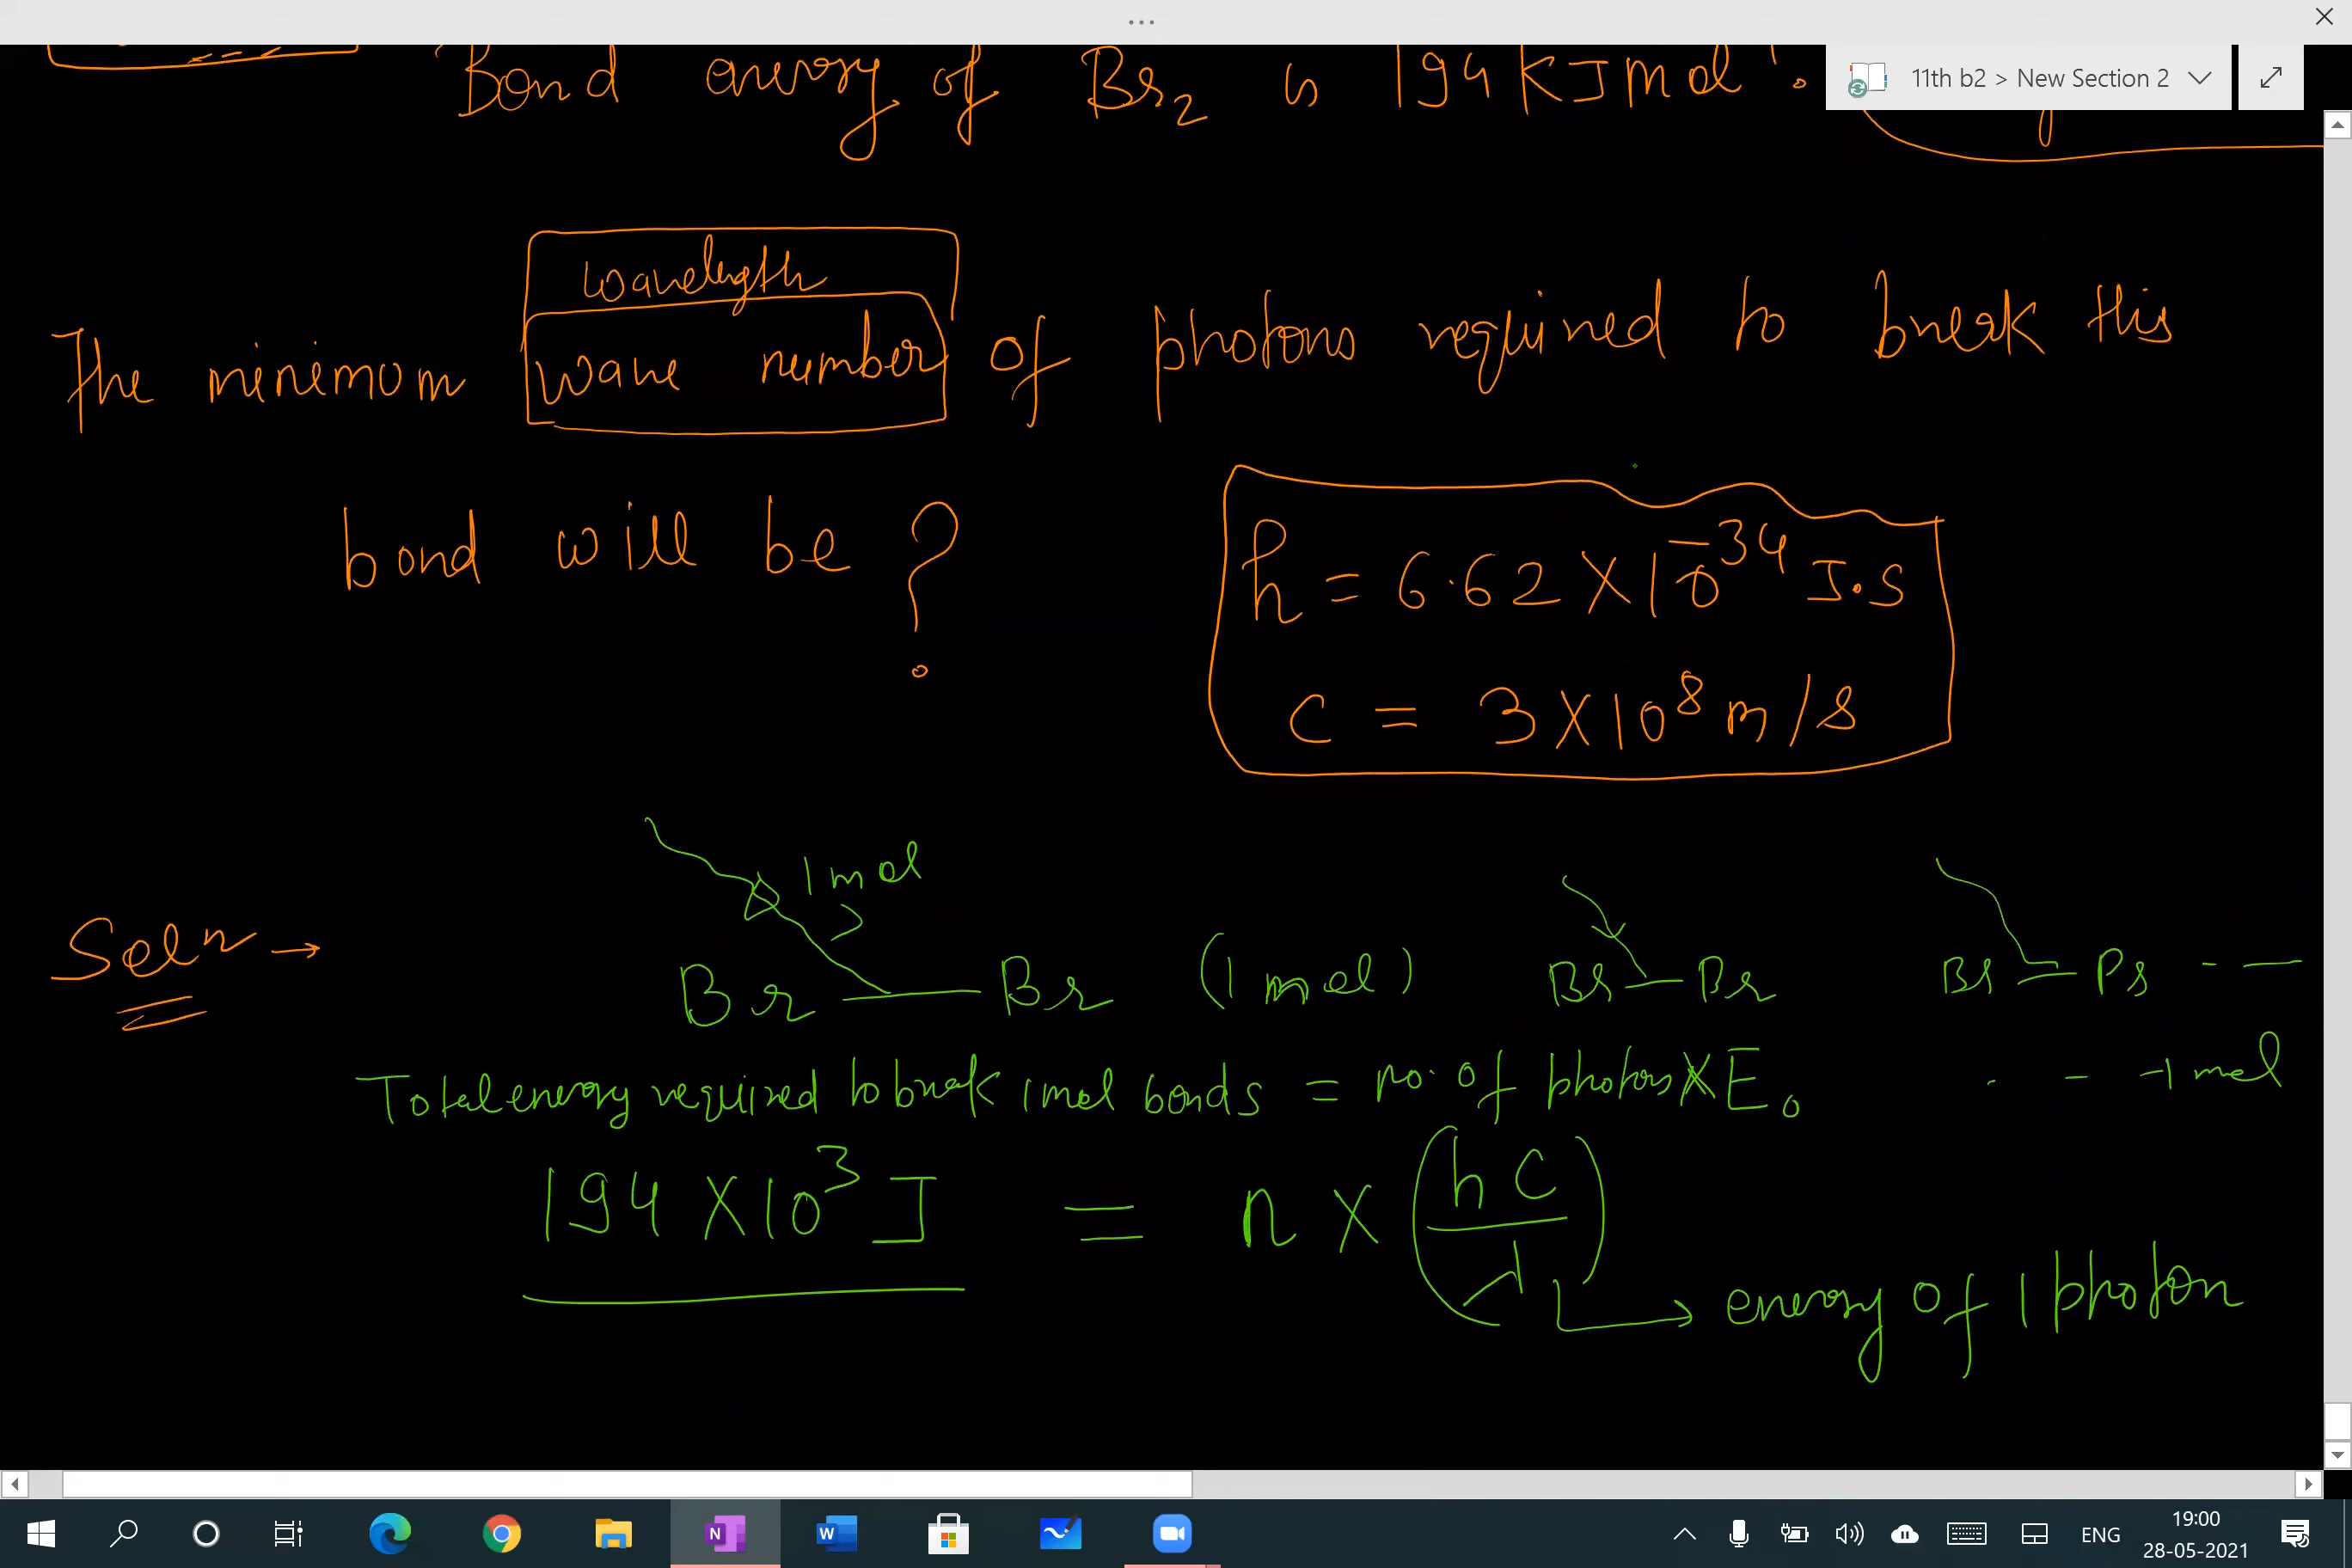 11th b2 > New Section 2
Bond energy of Br₂ is 194 KJ mol⁻¹.
wavelength
The minimum wave number of photons required to break this
bond will be ?
h = 6.62 X 10⁻³⁴ J.S
c = 3 X 10⁸ m/s
1 mol
Soln →
Br — Br (1 mol) Br — Br Br — Br - —
Total energy required to break 1 mol bonds = no. of photons X E₀
. - -1 mol
194 X 10³ J = n X (hc/λ)
→ energy of 1 photon
ENG
19:00
28-05-2021